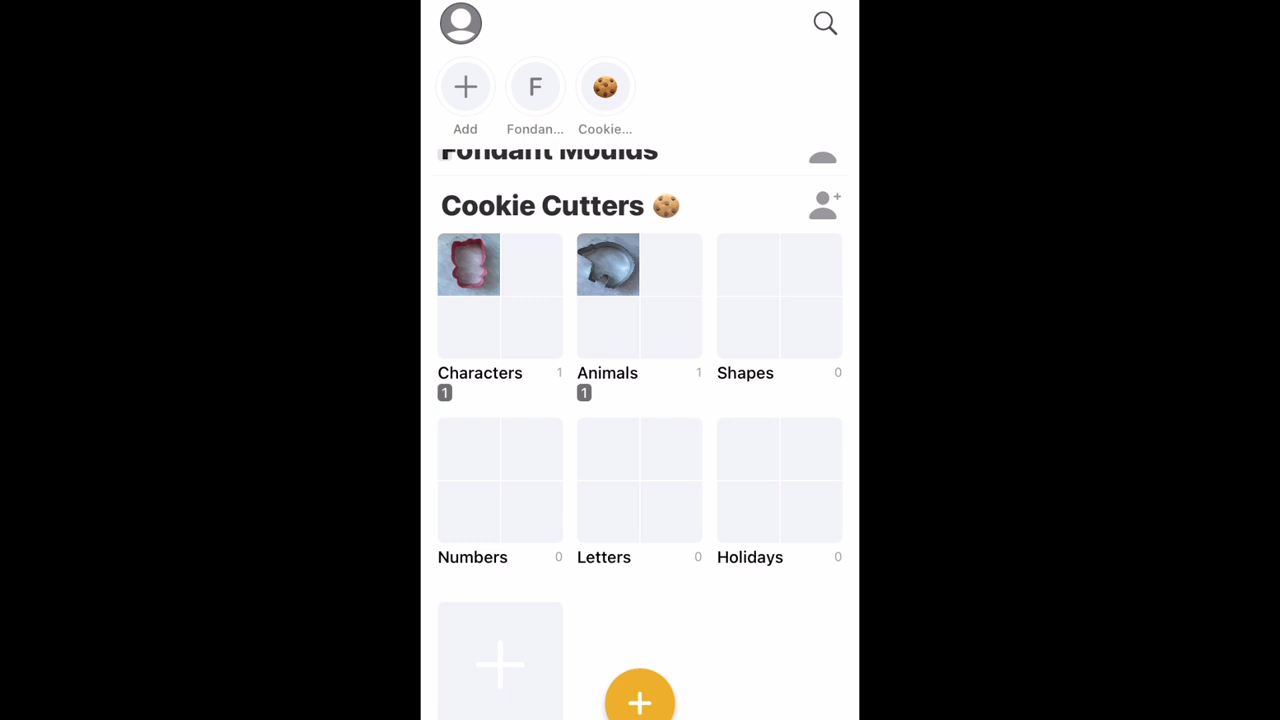 F
Add
Fondan...
Cookie...
Fondant Moulds
Cookie Cutters 🍪
Characters 1
Animals 1
Shapes 0
1
1
Numbers 0
Letters 0
Holidays 0